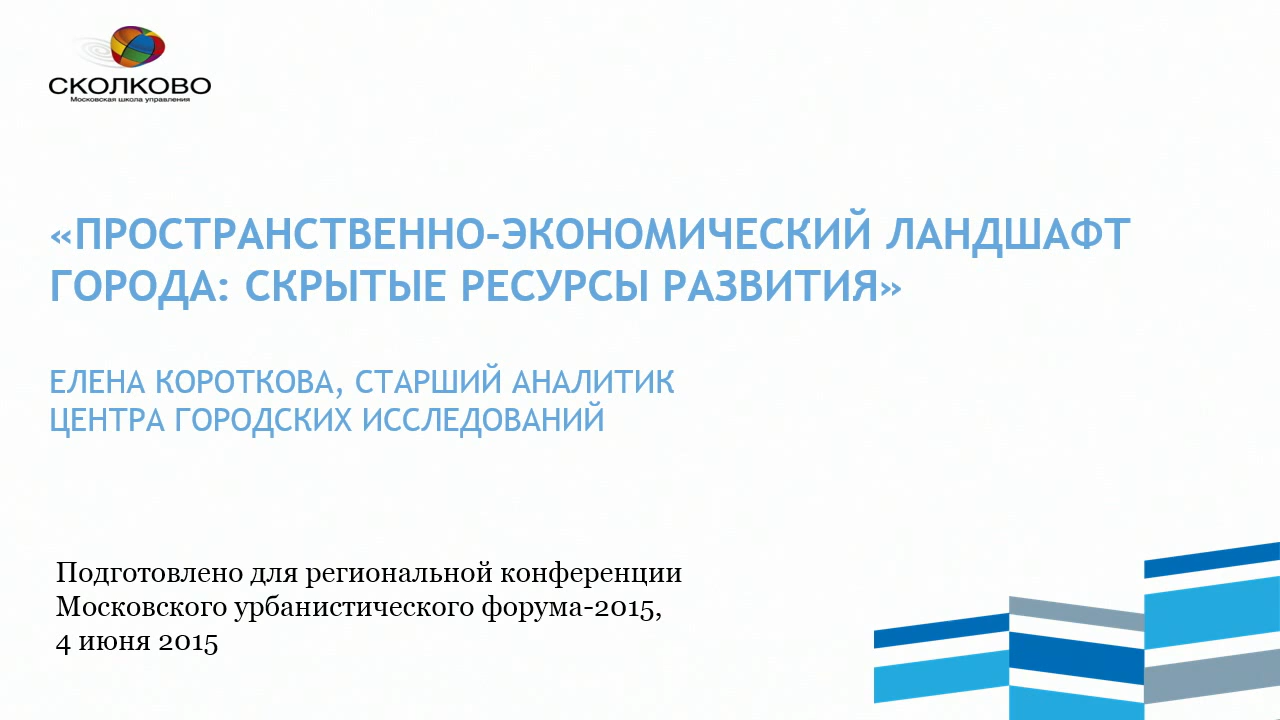 СКОЛКОВО
Московская школа управления
«ПРОСТРАНСТВЕННО-ЭКОНОМИЧЕСКИЙ ЛАНДШАФТ
ГОРОДА: СКРЫТЫЕ РЕСУРСЫ РАЗВИТИЯ»
ЕЛЕНА КОРОТКОВА, СТАРШИЙ АНАЛИТИК
ЦЕНТРА ГОРОДСКИХ ИССЛЕДОВАНИЙ
Подготовлено для региональной конференции
Московского урбанистического форума-2015,
4 июня 2015